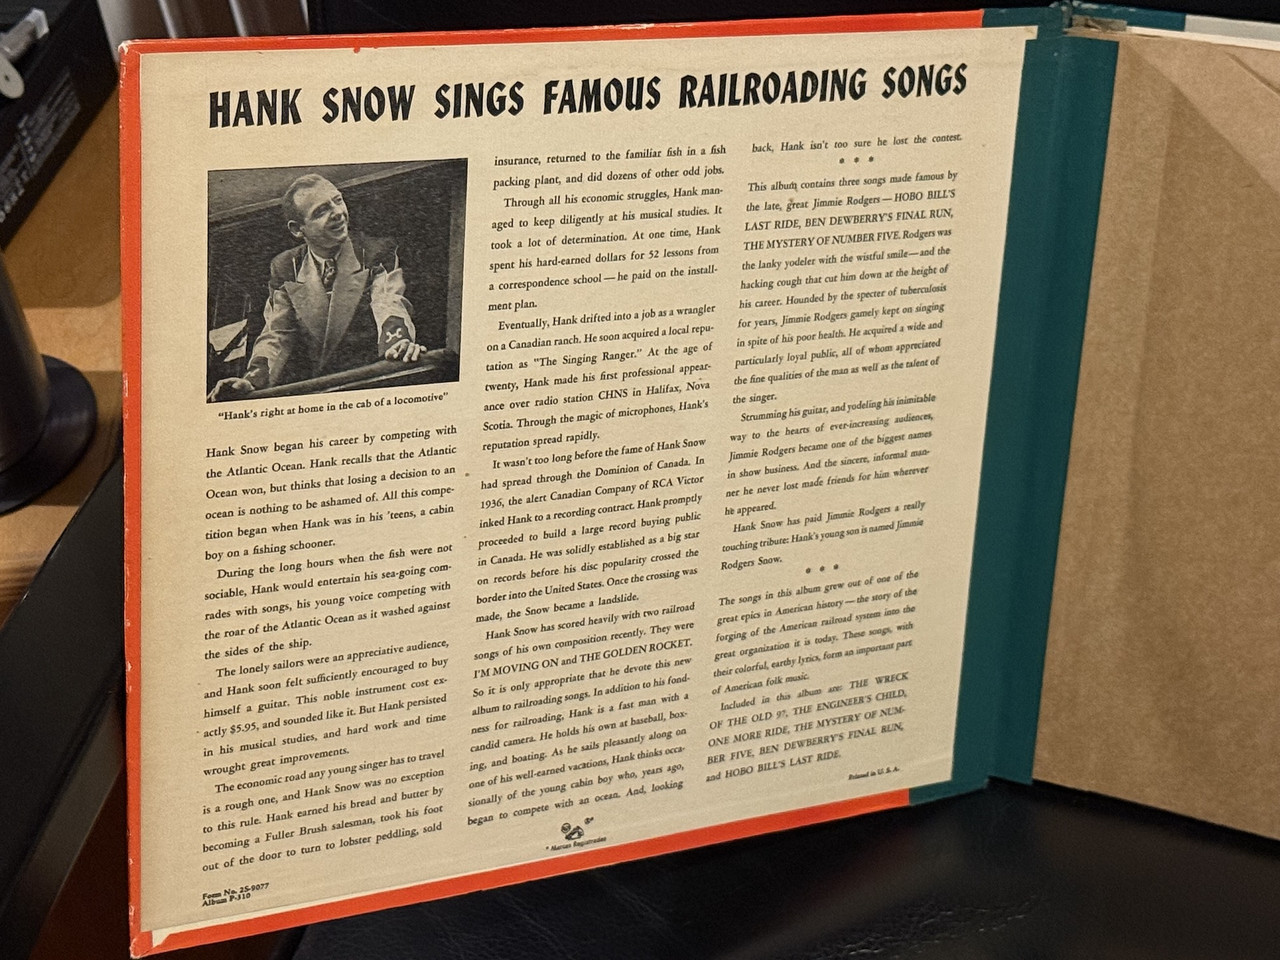 HANK SNOW SINGS FAMOUS RAILROADING SONGS
"Hank's right at home in the cab of a locomotive"
Hank Snow began his career by competing with
the Atlantic Ocean. Hank recalls that the Atlantic
Ocean won, but thinks that losing a decision to an
ocean is nothing to be ashamed of. All this compe-
tition began when Hank was in his 'teens, a cabin
boy on a fishing schooner.
During the long hours when the fish were not
sociable, Hank would entertain his sea-going com-
rades with songs, his young voice competing with
the roar of the Atlantic Ocean as it washed against
the sides of the ship.
The lonely sailors were an appreciative audience,
and Hank soon felt sufficiently encouraged to buy
himself a guitar. This noble instrument cost ex-
actly $5.95, and sounded like it. But Hank persisted
in his musical studies, and hard work and time
wrought great improvements.
The economic road any young singer has to travel
is a rough one, and Hank Snow was no exception
to this rule. Hank earned his bread and butter by
becoming a Fuller Brush salesman, took his foot
out of the door to turn to lobster peddling, sold
insurance, returned to the familiar fish in a fish
packing plant, and did dozens of other odd jobs.
Through all his economic struggles, Hank man-
aged to keep diligently at his musical studies. It
took a lot of determination. At one time, Hank
spent his hard-earned dollars for 52 lessons from
a correspondence school—he paid on the install-
ment plan.
Eventually, Hank drifted into a job as a wrangler
on a Canadian ranch. He soon acquired a local repu-
tation as "The Singing Ranger." At the age of
twenty, Hank made his first professional appear-
ance over radio station CHNS in Halifax, Nova
Scotia. Through the magic of microphones, Hank's
reputation spread rapidly.
It wasn't too long before the fame of Hank Snow
had spread through the Dominion of Canada. In
1936, the alert Canadian Company of RCA Victor
inked Hank to a recording contract. Hank promptly
proceeded to build a large record buying public
in Canada. He was solidly established as a big star
on records before his disc popularity crossed the
border into the United States. Once the crossing was
made, the Snow became a landslide.
Hank Snow has scored heavily with two railroad
songs of his own composition recently. They were
I'M MOVING ON and THE GOLDEN ROCKET.
So it is only appropriate that he devote this new
album to railroading songs. In addition to his fond-
ness for railroading, Hank is a fast man with a
candid camera. He holds his own at baseball, box-
ing, and boating. As he sails pleasantly along on
one of his well-earned vacations, Hank thinks occa-
sionally of the young cabin boy who, years ago,
began to compete with an ocean. And, looking
back, Hank isn't too sure he lost the contest.
* * *
This album contains three songs made famous by
the late, great Jimmie Rodgers—HOBO BILL'S
LAST RIDE, BEN DEWBERRY'S FINAL RUN,
THE MYSTERY OF NUMBER FIVE. Rodgers was
the lanky yodeler with the wistful smile—and the
hacking cough that cut him down at the height of
his career. Hounded by the specter of tuberculosis
for years, Jimmie Rodgers gamely kept on singing
in spite of his poor health. He acquired a wide and
particularly loyal public, all of whom appreciated
the fine qualities of the man as well as the talent of
the singer.
Strumming his guitar, and yodeling his inimitable
way to the hearts of ever-increasing audiences,
Jimmie Rodgers became one of the biggest names
in show business. And the sincere, informal man-
ner he never lost made friends for him wherever
he appeared.
Hank Snow has paid Jimmie Rodgers a really
touching tribute: Hank's young son is named Jimmie
Rodgers Snow.
* * *
The songs in this album grew out of one of the
great epics in American history—the story of the
forging of the American railroad system into the
great organization it is today. These songs, with
their colorful, earthy lyrics, form an important part
of American folk music.
Included in this album are: THE WRECK
OF THE OLD 97, THE ENGINEER'S CHILD,
ONE MORE RIDE, THE MYSTERY OF NUM-
BER FIVE, BEN DEWBERRY'S FINAL RUN,
and HOBO BILL'S LAST RIDE.
Printed in U. S. A.
* Marcas Registradas
Form No. 25-9077
Album P-310